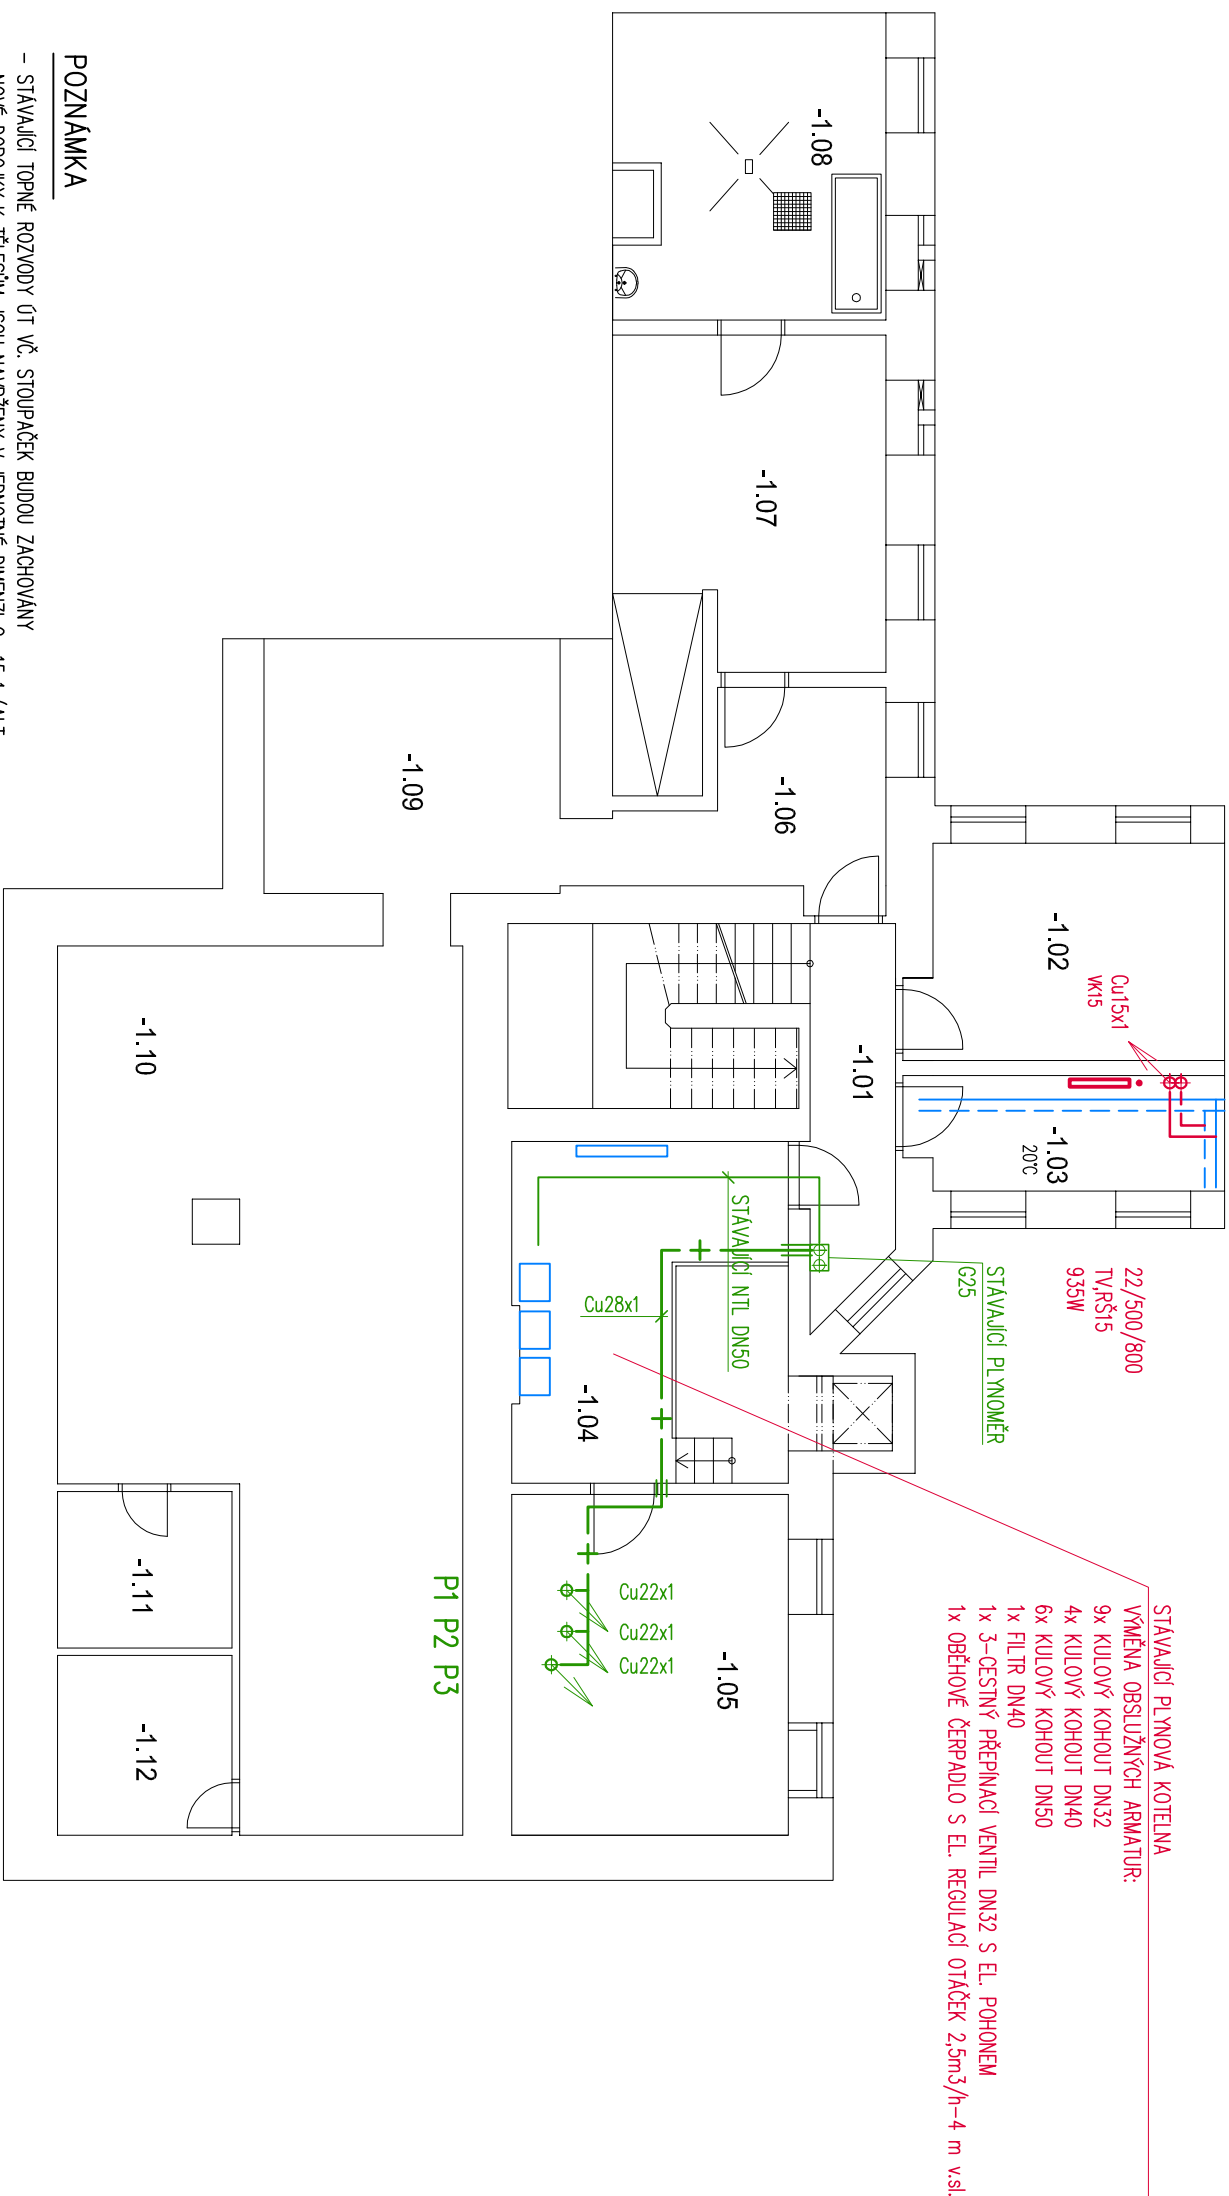 STÁVAJÍCÍ PLYNOVÁ KOTELNA
VÝMĚNA OBSLUŽNÝCH ARMATUR:
9x KULOVÝ KOHOUT DN32
4x KULOVÝ KOHOUT DN40
6x KULOVÝ KOHOUT DN50
1x FILTR DN40
1x 3-CESTNÝ PŘEPÍNACÍ VENTIL DN32 S EL. POHONEM
1x OBĚHOVÉ ČERPADLO S EL. REGULACÍ OTÁČEK 2,5m3/h-4 m v.sl.
22/500/800
TV,RŠ15
935W
Cu15x1
VK15
-1.02
-1.03
20°C
STÁVAJÍCÍ PLYNOMĚR
G25
-1.01
-1.08
-1.07
-1.06
STÁVAJÍCÍ NTL DN50
Cu28x1
-1.04
-1.05
Cu22x1
Cu22x1
Cu22x1
P1 P2 P3
-1.09
-1.10
-1.11
-1.12
POZNÁMKA
- STÁVAJÍCÍ TOPNÉ ROZVODY ÚT VČ. STOUPAČEK BUDOU ZACHOVÁNY